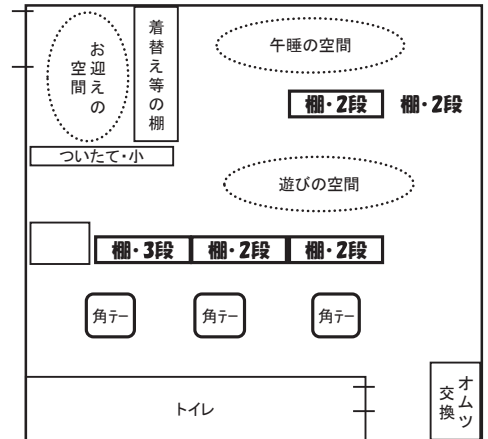 お迎えの
空間
着替え等の棚
午睡の空間
棚・2段 棚・2段
ついたて・小
遊びの空間
棚・3段 棚・2段 棚・2段
角テー 角テー 角テー
トイレ
オムツ
交換